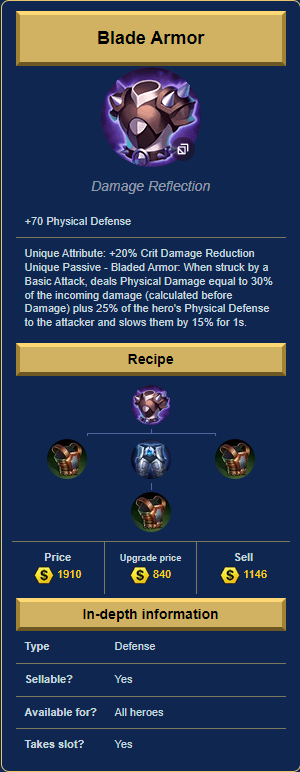 Blade Armor
Damage Reflection
+70 Physical Defense
Unique Attribute: +20% Crit Damage Reduction
Unique Passive - Bladed Armor: When struck by a
Basic Attack, deals Physical Damage equal to 30%
of the incoming damage (calculated before
Damage) plus 25% of the hero's Physical Defense
to the attacker and slows them by 15% for 1s.
Recipe
Price Upgrade price Sell
S 1910 S 840 S 1146
In-depth information
Type Defense
Sellable? Yes
Available for? All heroes
Takes slot? Yes